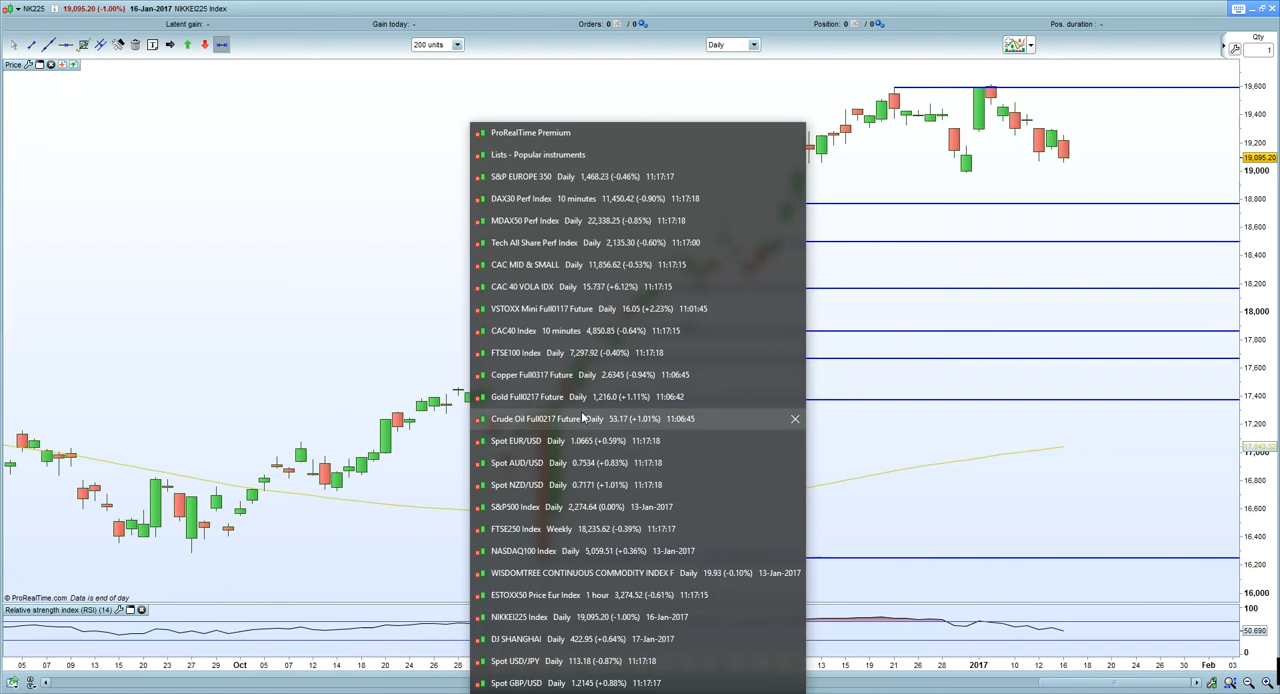 NK225 19,095.20 (-1.00%) 16-Jan-2017 NIKKEI225 Index
Latent gain: - Gain today: - Orders: 0 / 0 Position: 0 / 0 Pos. duration : -
200 units Daily Qty
1
Price
19,600
19,400
19,200
19,095.20
19,000
18,800
18,600
18,400
18,200
18,000
17,800
17,600
17,400
17,200
17,000
16,800
16,600
16,400
16,200
16,000
ProRealTime Premium
Lists - Popular instruments
S&P EUROPE 350 Daily 1,468.23 (-0.46%) 11:17:17
DAX30 Perf Index 10 minutes 11,450.42 (-0.90%) 11:17:18
MDAX50 Perf Index Daily 22,338.25 (-0.85%) 11:17:18
Tech All Share Perf Index Daily 2,135.30 (-0.60%) 11:17:00
CAC MID & SMALL Daily 11,856.62 (-0.53%) 11:17:15
CAC 40 VOLA IDX Daily 15.737 (+6.12%) 11:17:15
VSTOXX Mini Full0117 Future Daily 16.05 (+2.23%) 11:01:45
CAC40 Index 10 minutes 4,850.85 (-0.64%) 11:17:15
FTSE100 Index Daily 7,297.92 (-0.40%) 11:17:18
Copper Full0317 Future Daily 2.6345 (-0.94%) 11:06:45
Gold Full0217 Future Daily 1,216.0 (+1.11%) 11:06:42
Crude Oil Full0217 Future Daily 53.17 (+1.01%) 11:06:45
Spot EUR/USD Daily 1.0665 (+0.59%) 11:17:18
Spot AUD/USD Daily 0.7534 (+0.83%) 11:17:18
Spot NZD/USD Daily 0.7171 (+1.01%) 11:17:18
S&P500 Index Daily 2,274.64 (0.00%) 13-Jan-2017
FTSE250 Index Weekly 18,235.62 (-0.39%) 11:17:17
NASDAQ100 Index Daily 5,059.51 (+0.36%) 13-Jan-2017
WISDOMTREE CONTINUOUS COMMODITY INDEX F Daily 19.93 (-0.10%) 13-Jan-2017
ESTOXX50 Price Eur Index 1 hour 3,274.52 (-0.61%) 11:17:15
NIKKEI225 Index Daily 19,095.20 (-1.00%) 16-Jan-2017
DJ SHANGHAI Daily 422.95 (+0.64%) 17-Jan-2017
Spot USD/JPY Daily 113.18 (-0.87%) 11:17:18
Spot GBP/USD Daily 1.2145 (+0.88%) 11:17:17
© ProRealTime.com Data is end of day
Relative strength index (RSI) (14)
100
50.690
0
05 07 09 13 15 20 22 27 29 Oct 05 07 12 14 18 20 24 26 28 13 15 19 21 26 28 2017 10 12 16 18 20 24 26 30 Feb 03